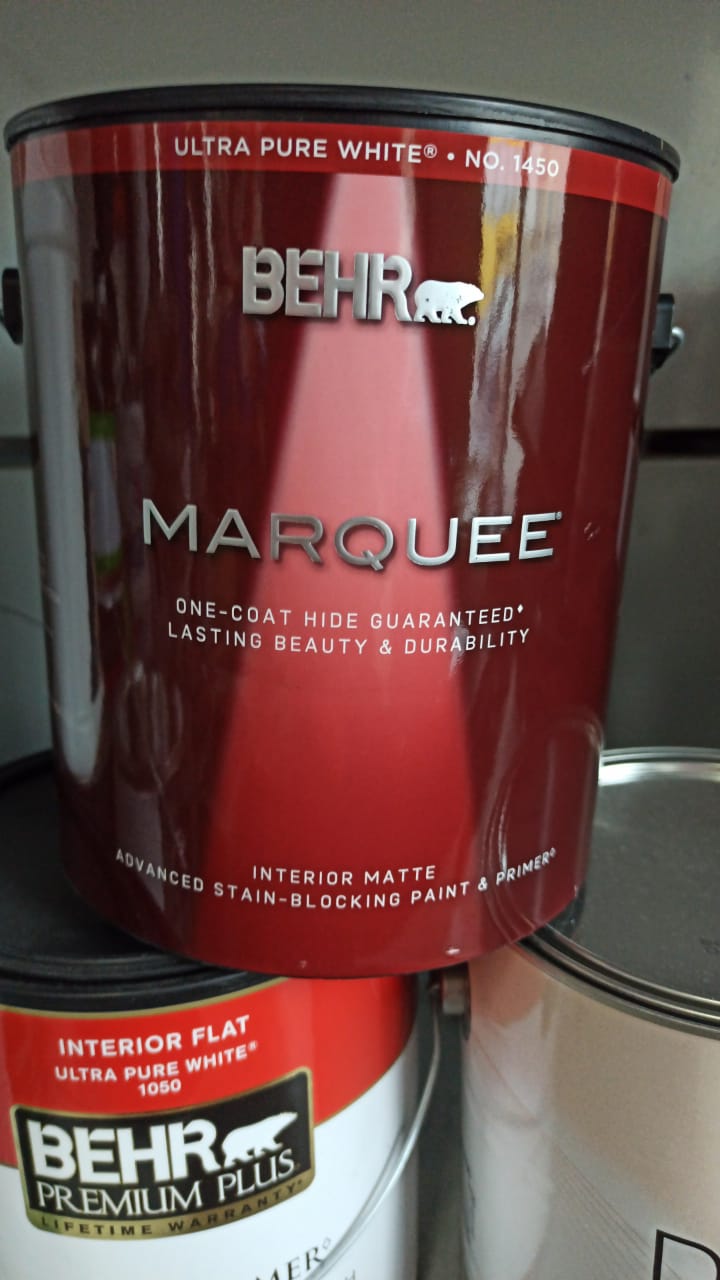 ULTRA PURE WHITE® • NO. 1450
BEHR
MARQUEE®
ONE-COAT HIDE GUARANTEED♦
LASTING BEAUTY & DURABILITY
INTERIOR MATTE
ADVANCED STAIN-BLOCKING PAINT & PRIMER◊
INTERIOR FLAT
ULTRA PURE WHITE®
1050
BEHR
PREMIUM PLUS
LIFETIME WARRANTY